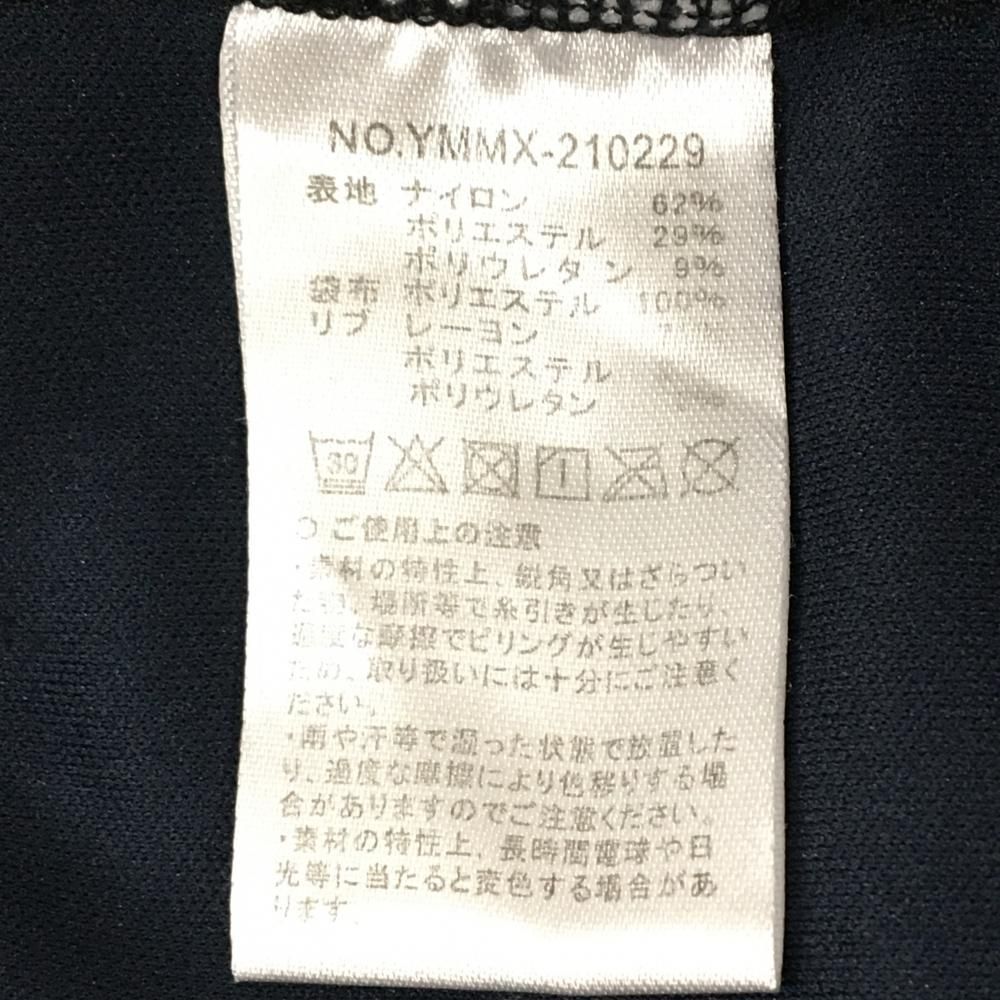 NO.YMMX-210229
表地 ナイロン 62%
ポリエステル 29%
ポリウレタン 9%
袋布 ポリエステル 100%
リブ レーヨン
ポリエステル
ポリウレタン
30
ご使用上の注意
・素材の特性上、鋭角又はざらつい
た物、場所等で糸引きが生じたり、
過度な摩擦でピリングが生じやすい
ため、取り扱いには十分にご注意く
ださい。
・雨や汗等で湿った状態で放置した
り、過度な摩擦により色移りする場
合がありますのでご注意ください。
・素材の特性上、長時間電球や日
光等に当たると変色する場合があ
ります